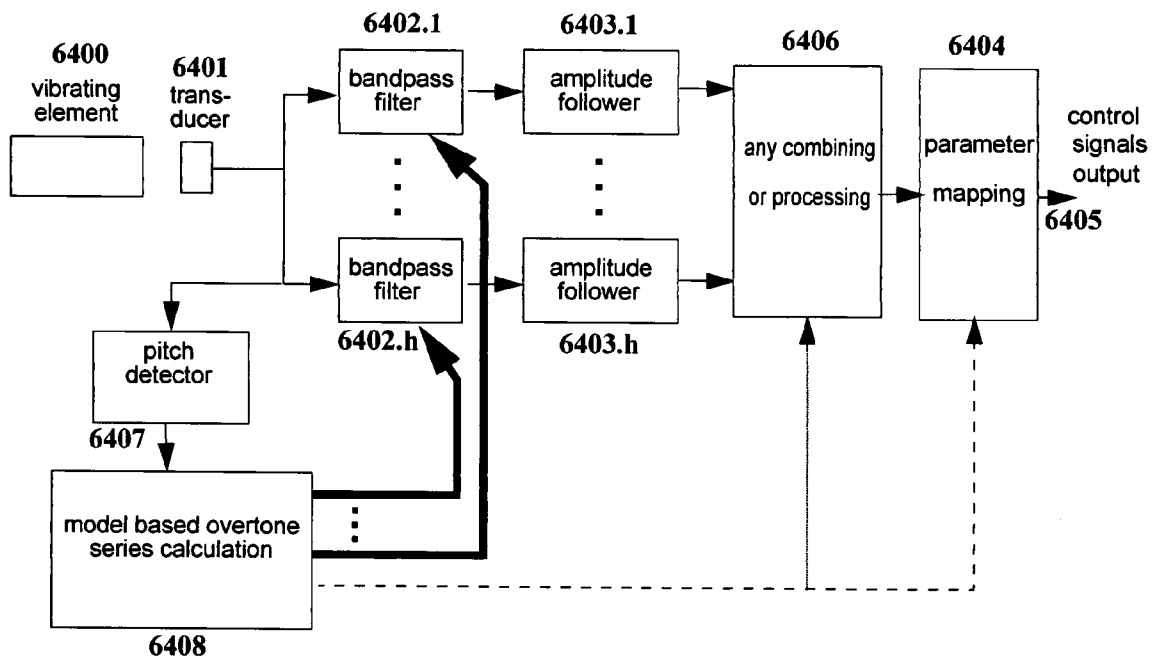 6400
vibrating
element
6401
trans-
ducer
6402.1
bandpass
filter
6403.1
amplitude
follower
6406
any combining
or processing
6404
parameter
mapping
control
signals
output
6405
bandpass
filter
6402.h
amplitude
follower
6403.h
pitch
detector
6407
model based overtone
series calculation
6408